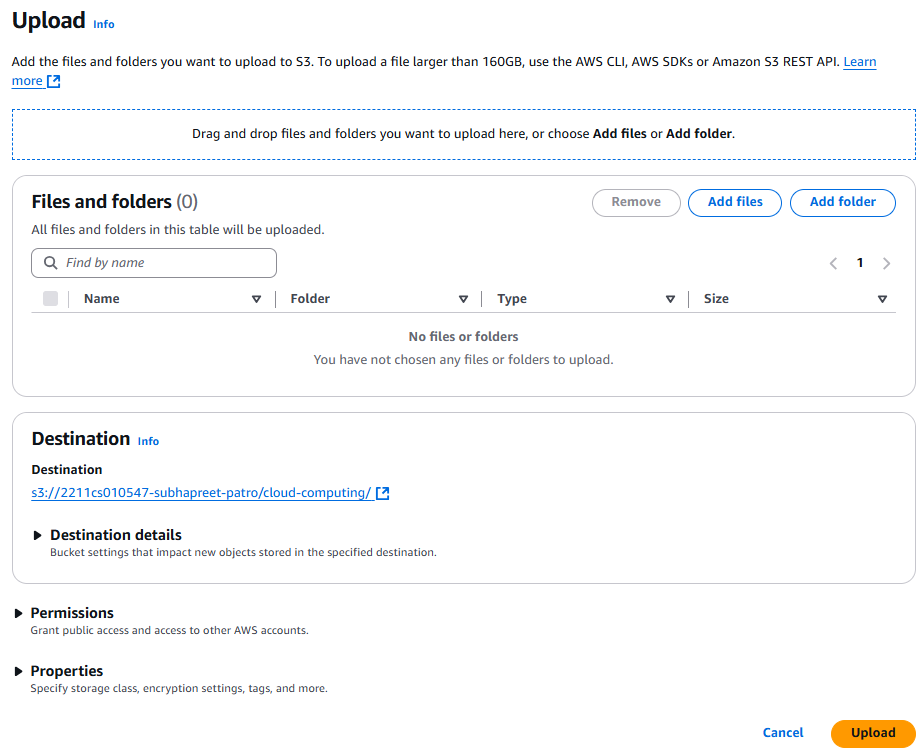 Upload Info
Add the files and folders you want to upload to S3. To upload a file larger than 160GB, use the AWS CLI, AWS SDKs or Amazon S3 REST API. Learn
more
Drag and drop files and folders you want to upload here, or choose Add files or Add folder.
Files and folders (0)
Remove Add files Add folder
All files and folders in this table will be uploaded.
Find by name
1
Name Folder Type Size
No files or folders
You have not chosen any files or folders to upload.
Destination Info
Destination
s3://2211cs010547-subhapreet-patro/cloud-computing/
Destination details
Bucket settings that impact new objects stored in the specified destination.
Permissions
Grant public access and access to other AWS accounts.
Properties
Specify storage class, encryption settings, tags, and more.
Cancel Upload